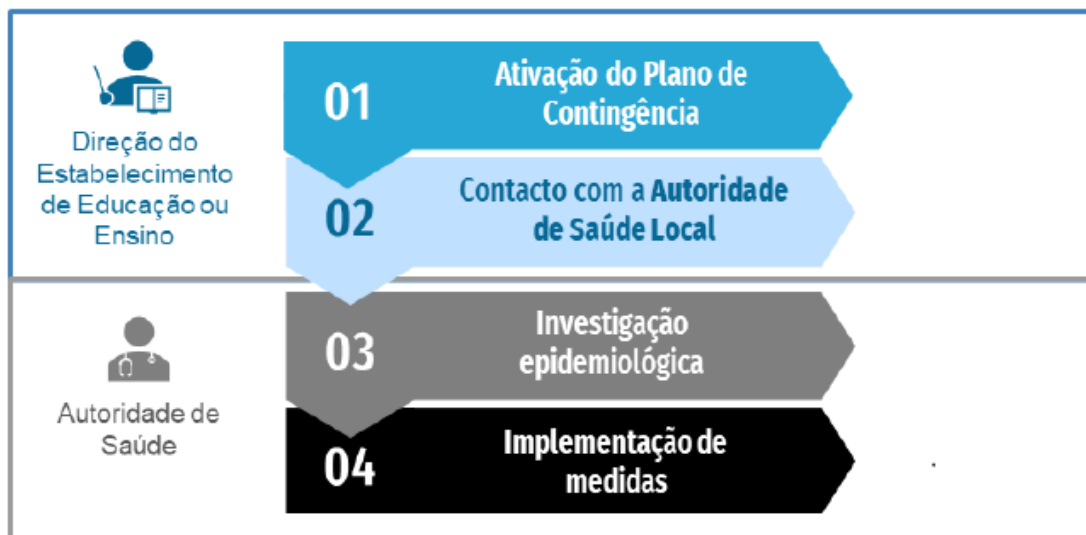 Direção do
Estabelecimento
de Educação ou
Ensino
01
Ativação do Plano de
Contingência
02
Contacto com a Autoridade
de Saúde Local
Autoridade de
Saúde
03
Investigação
epidemiológica
04
Implementação de
medidas